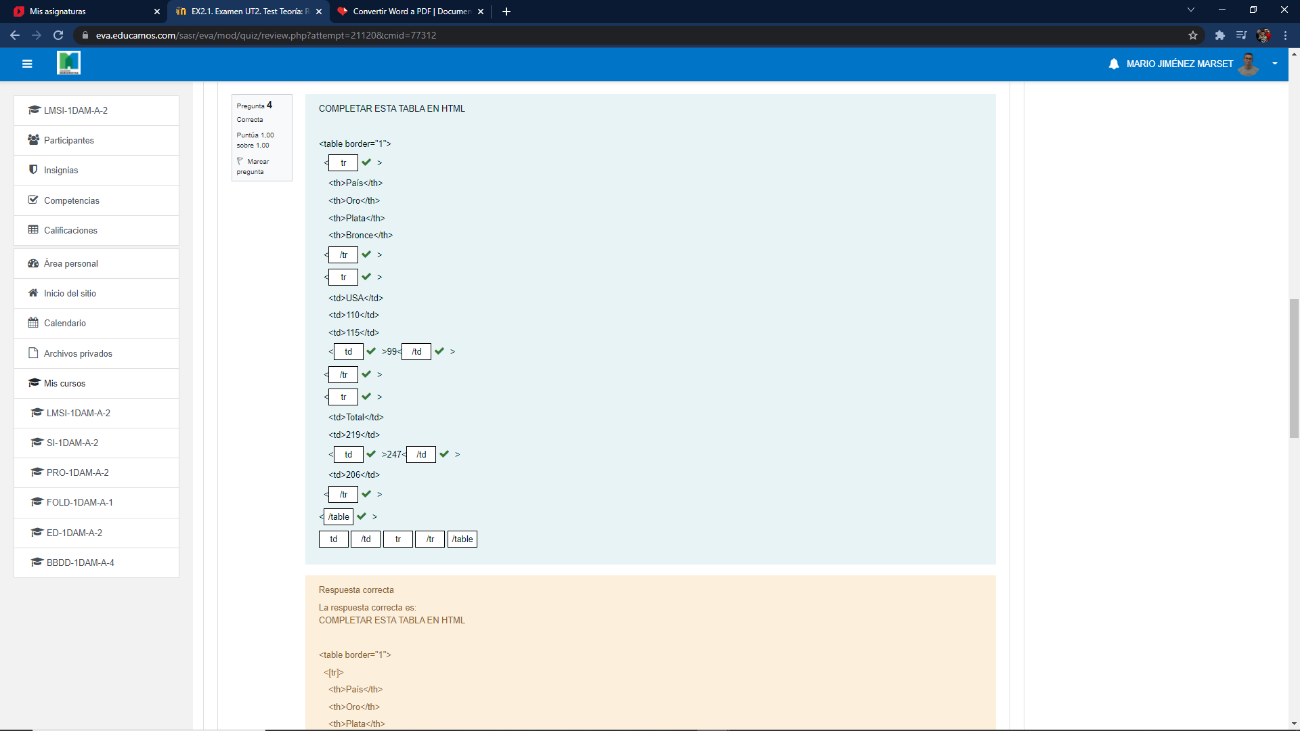 Mis asignaturas
EX2.1. Examen UT2. Test Teoría: R
Convertir Word a PDF | Documen
eva.educamos.com/sasr/eva/mod/quiz/review.php?attempt=21120&cmid=77312
MARIO JIMÉNEZ MARSET
LMSI-1DAM-A-2
Participantes
Insignias
Competencias
Calificaciones
Área personal
Inicio del sitio
Calendario
Archivos privados
Mis cursos
LMSI-1DAM-A-2
SI-1DAM-A-2
PRO-1DAM-A-2
FOLD-1DAM-A-1
ED-1DAM-A-2
BBDD-1DAM-A-4
Pregunta 4
Correcta
Puntúa 1.00
sobre 1.00
Marcar
pregunta
COMPLETAR ESTA TABLA EN HTML
<table border="1">
< tr >
<th>País</th>
<th>Oro</th>
<th>Plata</th>
<th>Bronce</th>
< /tr >
< tr >
<td>USA</td>
<td>110</td>
<td>115</td>
< td >99< /td >
< /tr >
< tr >
<td>Total</td>
<td>219</td>
< td >247< /td >
<td>206</td>
< /tr >
< /table >
td /td tr /tr /table
Respuesta correcta
La respuesta correcta es:
COMPLETAR ESTA TABLA EN HTML
<table border="1">
<[tr]>
<th>País</th>
<th>Oro</th>
<th>Plata</th>